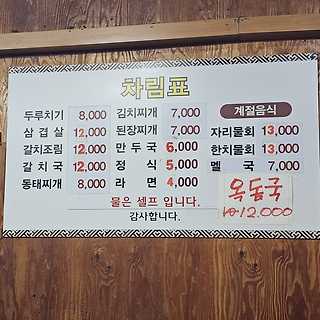 차림표
두루치기 8,000
삼겹살 12,000
갈치조림 12,000
갈치국 12,000
동태찌개 8,000
김치찌개 7,000
된장찌개 7,000
만두국 6,000
정식 5,000
라면 4,000
계절음식
자리물회 13,000
한치물회 13,000
멜국 7,000
옥돔국
12,000
물은 셀프 입니다.
감사합니다.